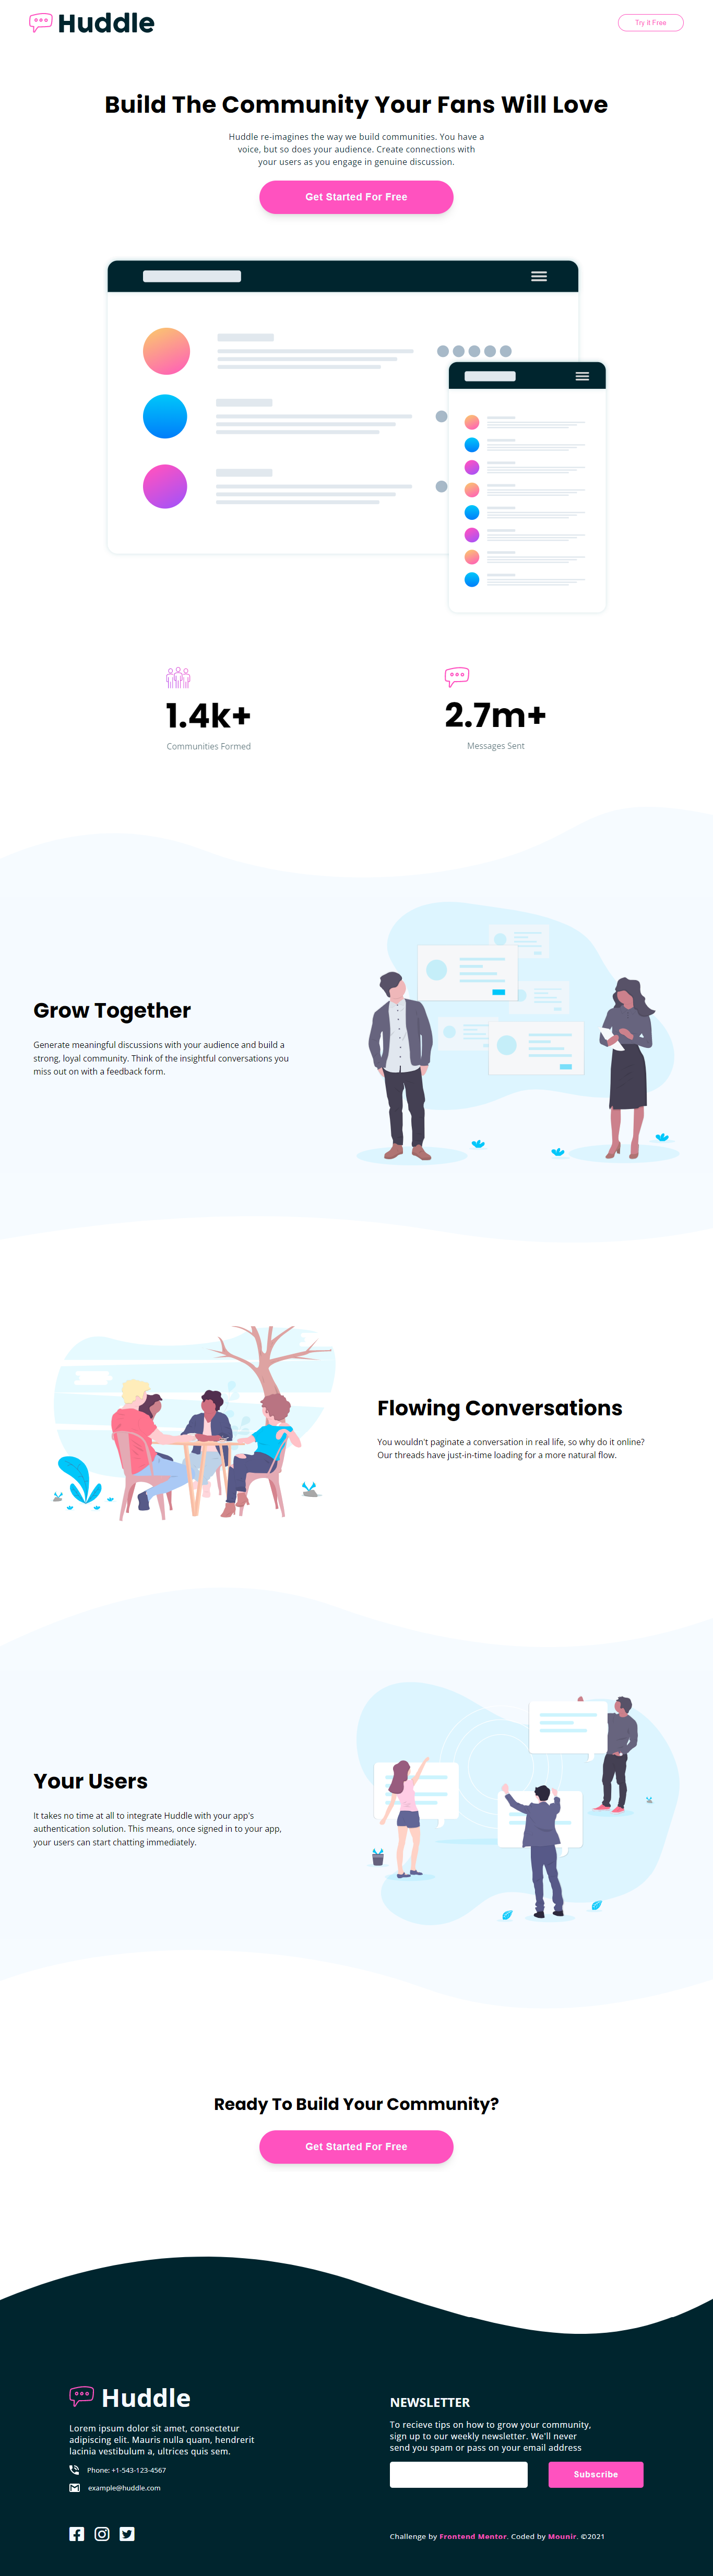 Huddle
Try It Free
Build The Community Your Fans Will Love
Huddle re-imagines the way we build communities. You have a
voice, but so does your audience. Create connections with
your users as you engage in genuine discussion.
Get Started For Free
1.4k+
Communities Formed
2.7m+
Messages Sent
Grow Together
Generate meaningful discussions with your audience and build a
strong, loyal community. Think of the insightful conversations you
miss out on with a feedback form.
Flowing Conversations
You wouldn't paginate a conversation in real life, so why do it online?
Our threads have just-in-time loading for a more natural flow.
Your Users
It takes no time at all to integrate Huddle with your app's
authentication solution. This means, once signed in to your app,
your users can start chatting immediately.
Ready To Build Your Community?
Get Started For Free
Huddle
Lorem ipsum dolor sit amet, consectetur
adipiscing elit. Mauris nulla quam, hendrerit
lacinia vestibulum a, ultrices quis sem.
Phone: +1-543-123-4567
example@huddle.com
NEWSLETTER
To recieve tips on how to grow your community,
sign up to our weekly newsletter. We'll never
send you spam or pass on your email address
Subscribe
Challenge by Frontend Mentor. Coded by Mounir. ©2021